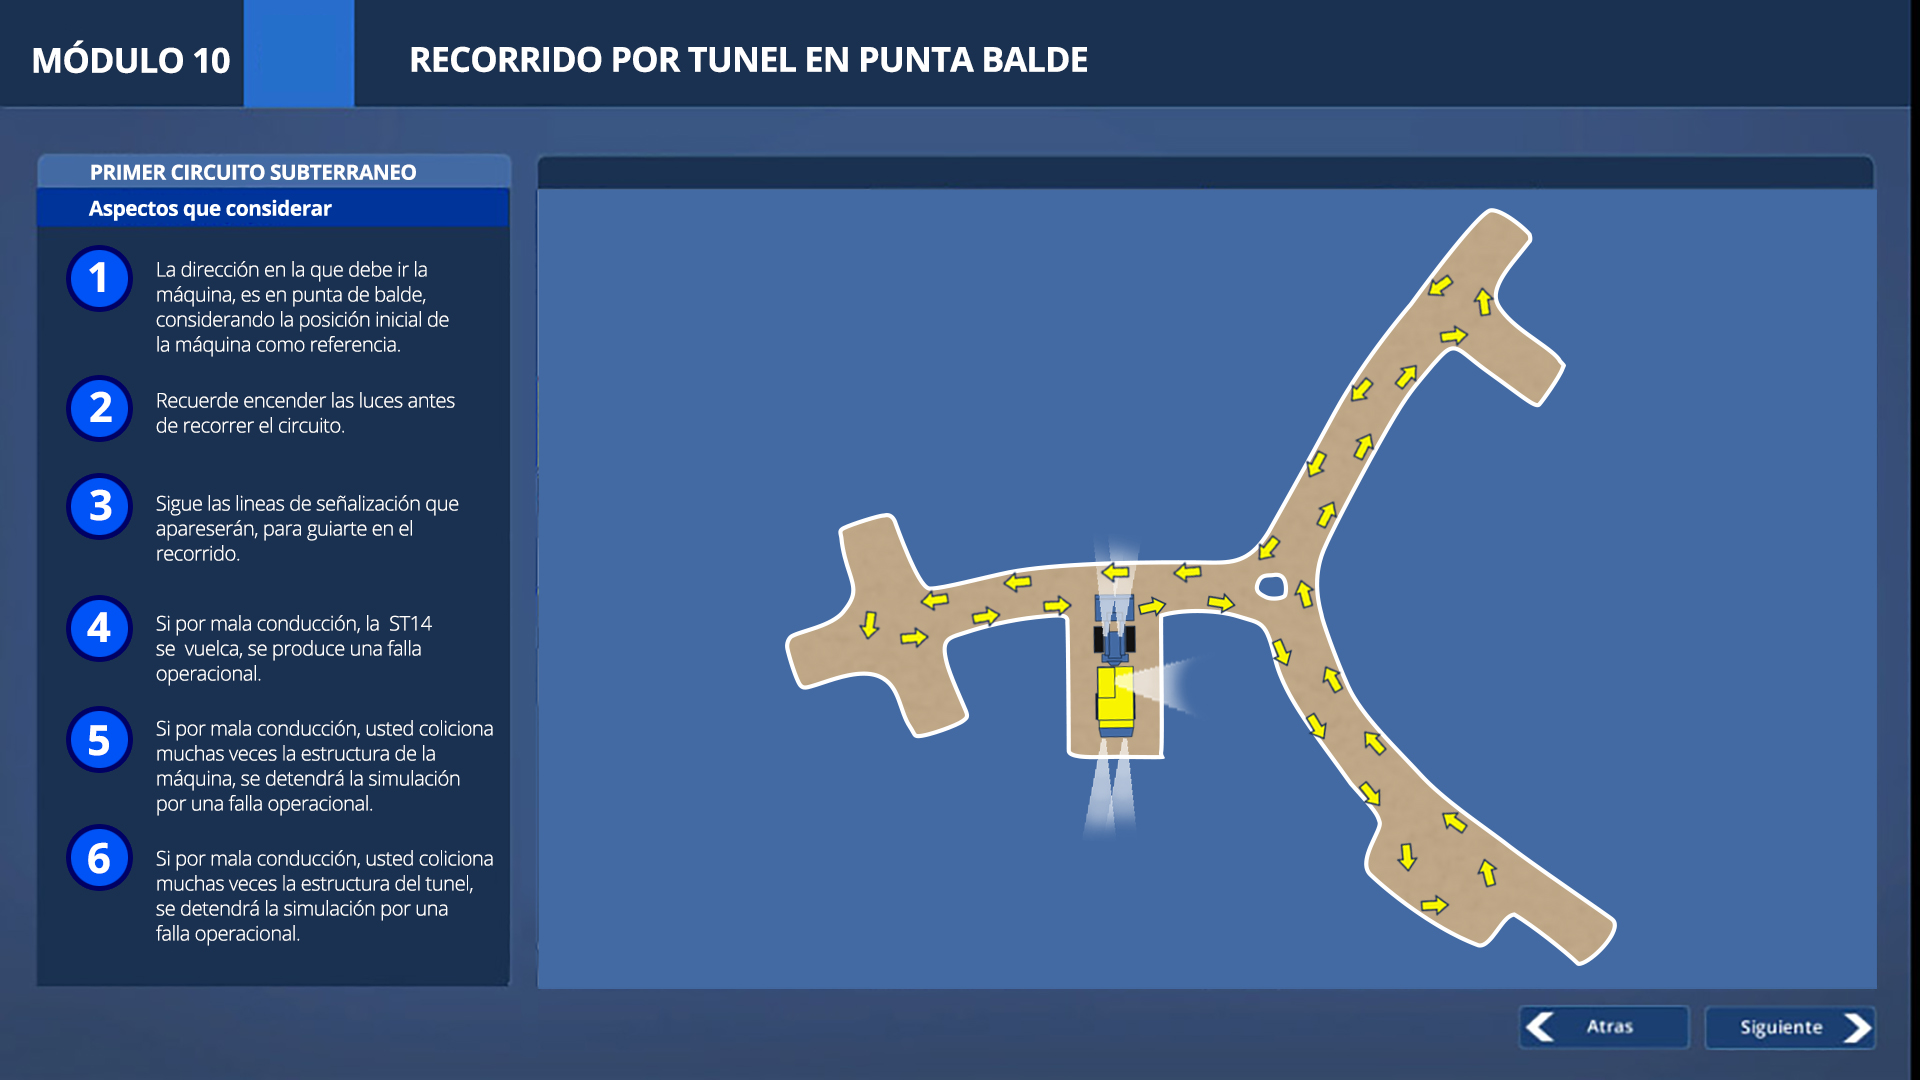 MÓDULO 10
RECORRIDO POR TUNEL EN PUNTA BALDE
PRIMER CIRCUITO SUBTERRANEO
Aspectos que considerar
1
La dirección en la que debe ir la
máquina, es en punta de balde,
considerando la posición inicial de
la máquina como referencia.
2
Recuerde encender las luces antes
de recorrer el circuito.
3
Sigue las lineas de señalización que
apareserán, para guiarte en el
recorrido.
4
Si por mala conducción, la ST14
se vuelca, se produce una falla
operacional.
5
Si por mala conducción, usted coliciona
muchas veces la estructura de la
máquina, se detendrá la simulación
por una falla operacional.
6
Si por mala conducción, usted coliciona
muchas veces la estructura del tunel,
se detendrá la simulación por una
falla operacional.
Atras
Siguiente